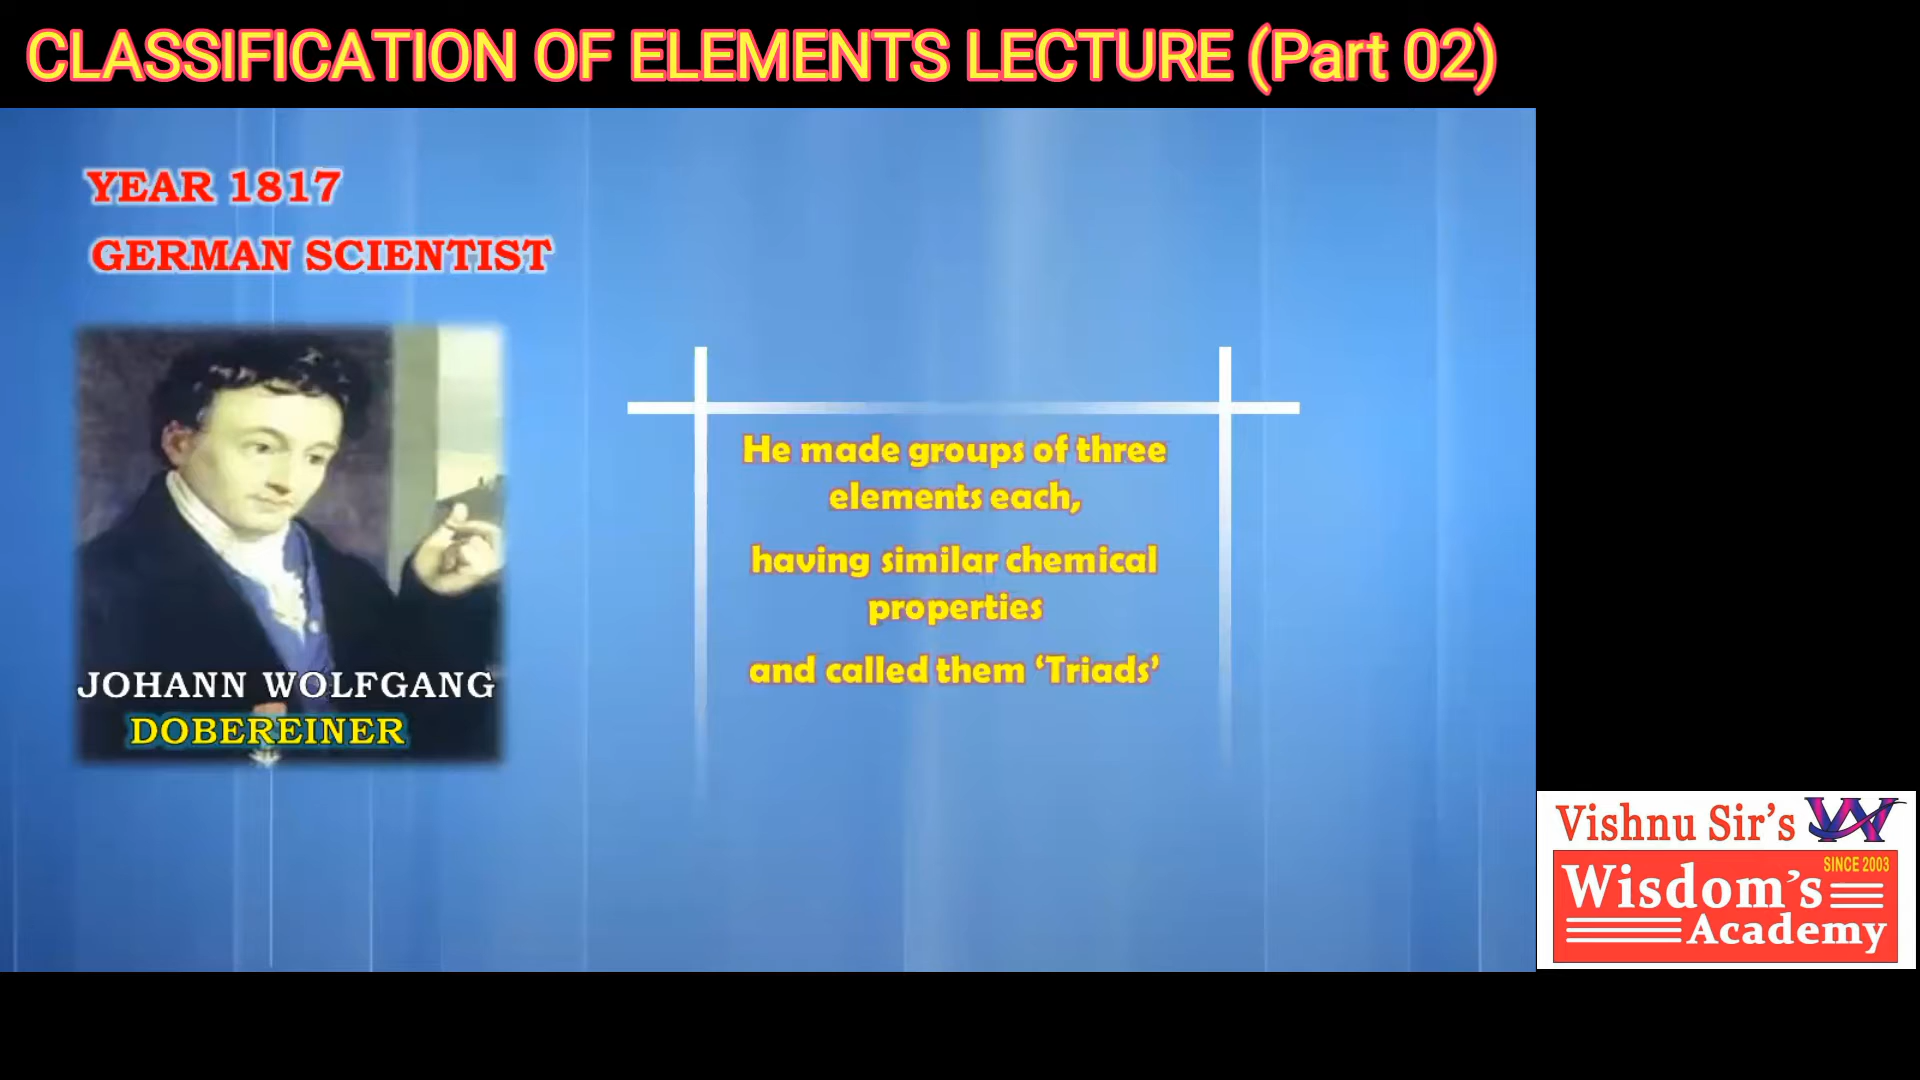 CLASSIFICATION OF ELEMENTS LECTURE (Part 02)
YEAR 1817
GERMAN SCIENTIST
JOHANN WOLFGANG
DOBEREINER
He made groups of three
elements each,
having similar chemical
properties
and called them ‘Triads’
Vishnu Sir's W
SINCE 2003
Wisdom's
Academy